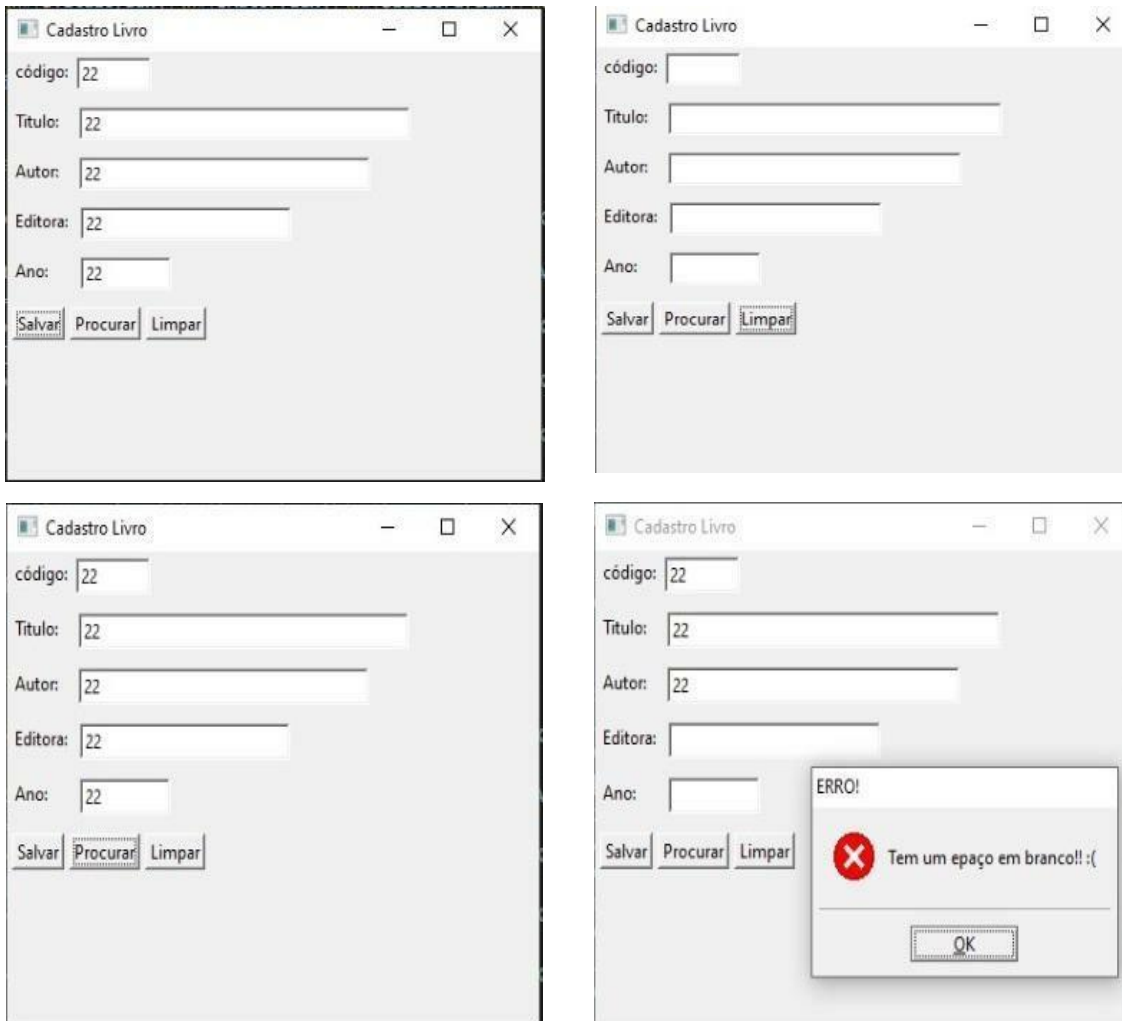 Cadastro Livro
código: 22
Titulo: 22
Autor: 22
Editora: 22
Ano: 22
Salvar Procurar Limpar
Cadastro Livro
código:
Titulo:
Autor:
Editora:
Ano:
Salvar Procurar Limpar
Cadastro Livro
código: 22
Titulo: 22
Autor: 22
Editora: 22
Ano: 22
Salvar Procurar Limpar
Cadastro Livro
código: 22
Titulo: 22
Autor: 22
Editora:
Ano:
Salvar Procurar Limpar
ERRO!
Tem um epaço em branco!! :(
OK